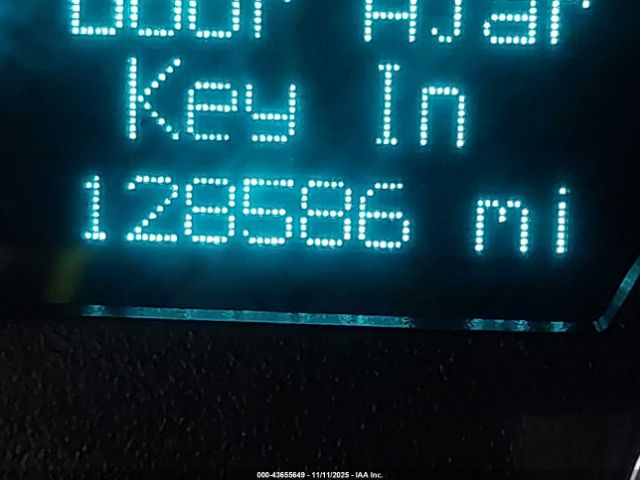 Door Ajar
Key In
128586 mi
000-43655649 - 11/11/2025 - IAA Inc.